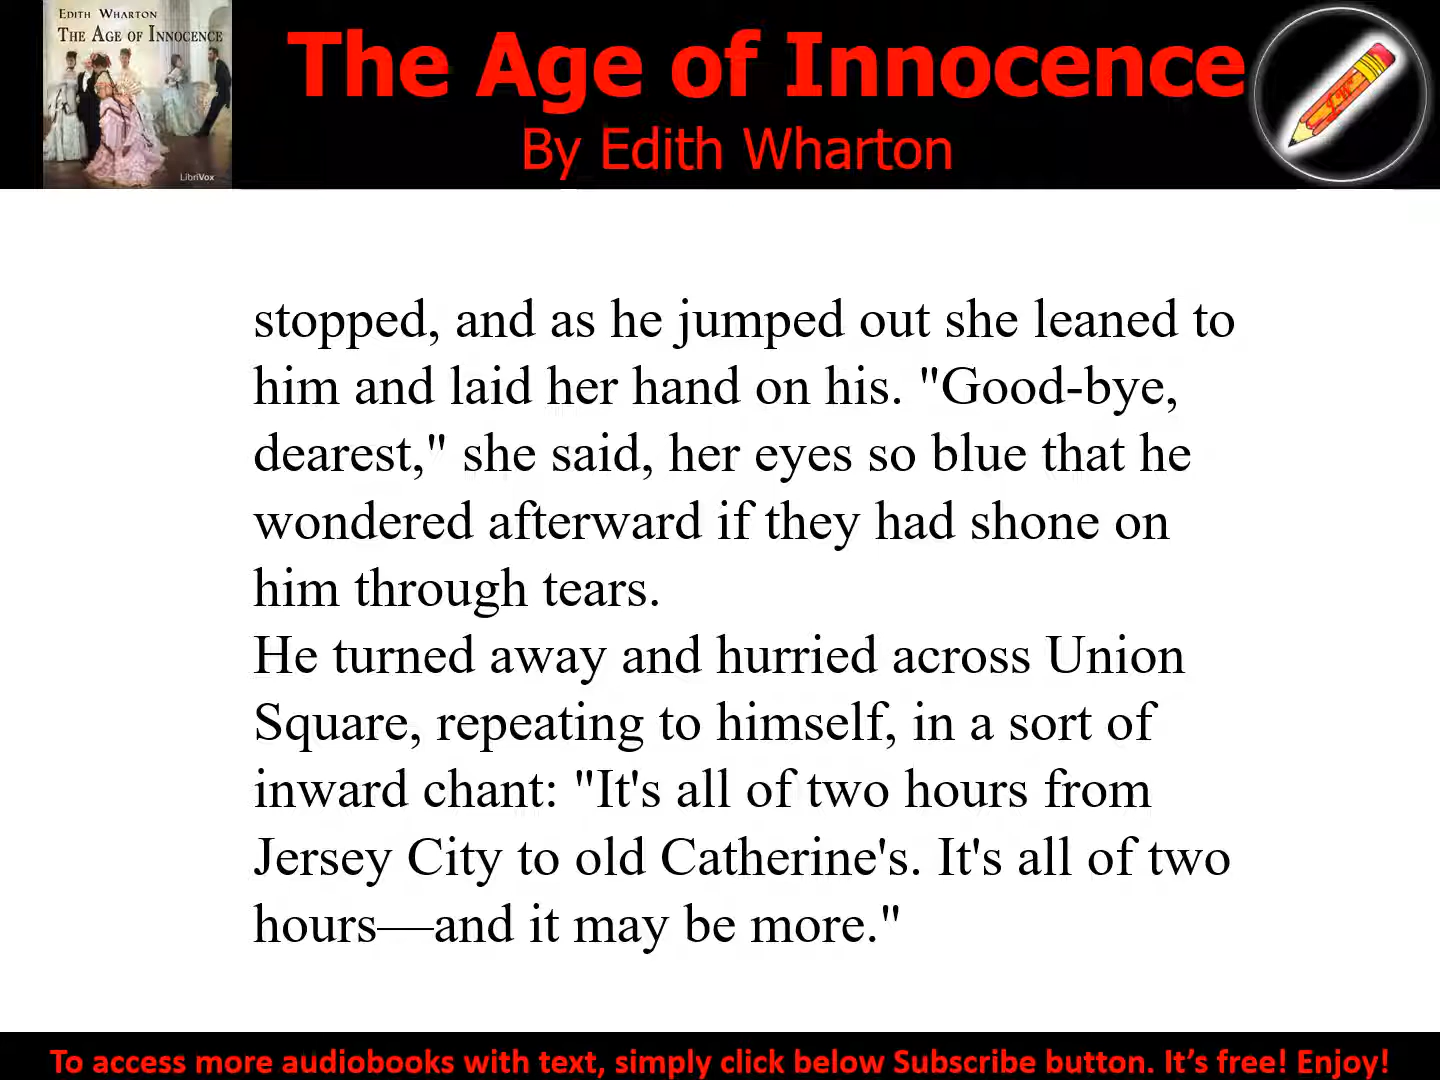 EDITH WHARTON
THE AGE OF INNOCENCE
LibriVox
The Age of Innocence
By Edith Wharton
stopped, and as he jumped out she leaned to
him and laid her hand on his. "Good-bye,
dearest," she said, her eyes so blue that he
wondered afterward if they had shone on
him through tears.
He turned away and hurried across Union
Square, repeating to himself, in a sort of
inward chant: "It's all of two hours from
Jersey City to old Catherine's. It's all of two
hours—and it may be more."
To access more audiobooks with text, simply click below Subscribe button. It’s free! Enjoy!